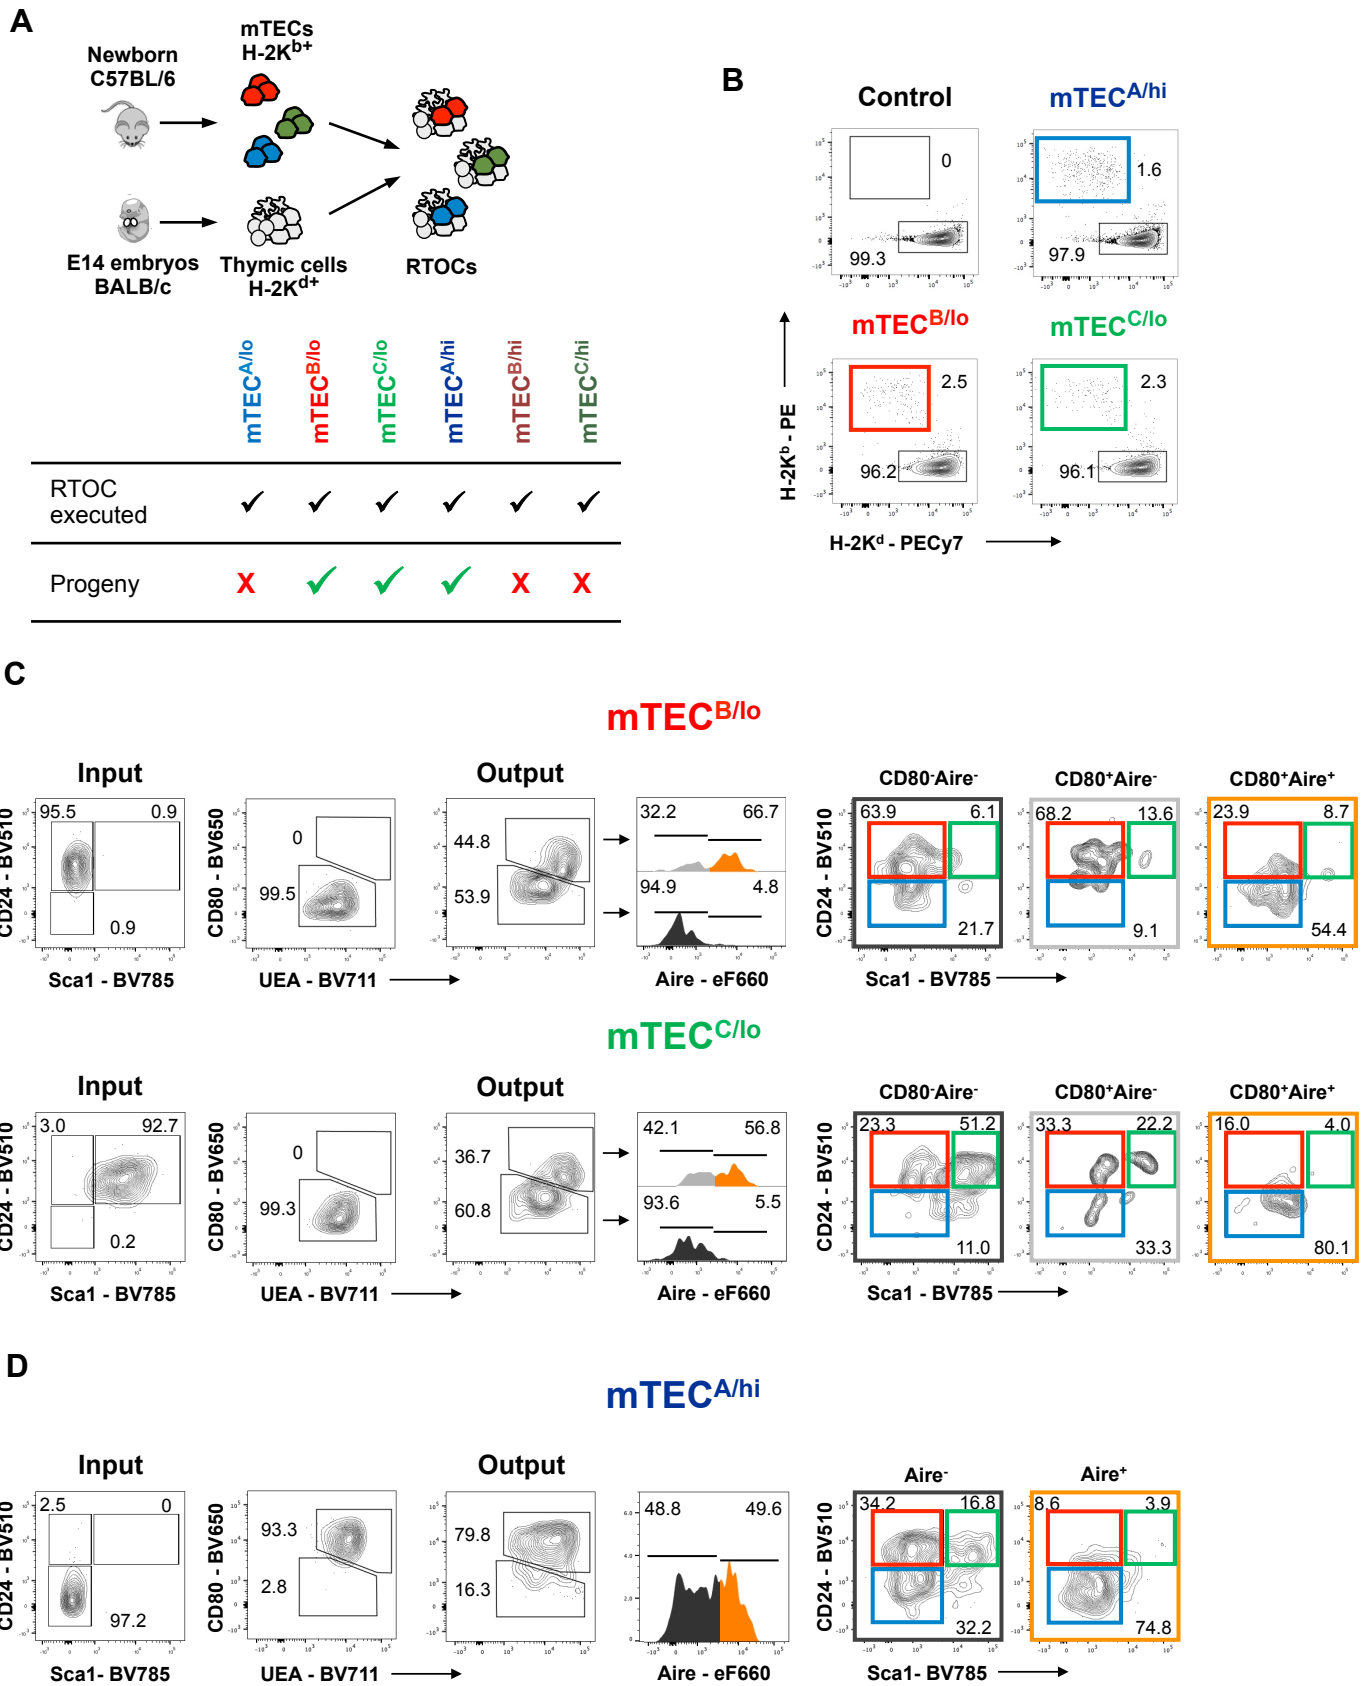 A
Newborn
C57BL/6
mTECs
H-2Kb+
E14 embryos
BALB/c
Thymic cells
H-2Kd+
RTOCs
mTECA/lo
mTECB/lo
mTECC/lo
mTECA/hi
mTECB/hi
mTECC/hi
RTOC
executed
✓ ✓ ✓ ✓ ✓ ✓
Progeny
X ✓ ✓ ✓ X X
B
Control
0
99.3
mTECA/hi
1.6
97.9
mTECB/lo
2.5
96.2
mTECC/lo
2.3
96.1
H-2Kb - PE
H-2Kd - PECy7
C
mTECB/lo
Input
95.5 0.9
0.9
CD24 - BV510
Sca1 - BV785
0
99.5
CD80 - BV650
UEA - BV711
Output
44.8
53.9
32.2 66.7
94.9 4.8
Aire - eF660
CD80-Aire-
63.9 6.1
21.7
CD80+Aire-
68.2 13.6
9.1
CD80+Aire+
23.9 8.7
54.4
CD24 - BV510
Sca1 - BV785
mTECC/lo
Input
3.0 92.7
0.2
CD24 - BV510
Sca1 - BV785
0
99.3
CD80 - BV650
UEA - BV711
Output
36.7
60.8
42.1 56.8
93.6 5.5
Aire - eF660
CD80-Aire-
23.3 51.2
11.0
CD80+Aire-
33.3 22.2
33.3
CD80+Aire+
16.0 4.0
80.1
CD24 - BV510
Sca1 - BV785
D
mTECA/hi
Input
2.5 0
97.2
CD24 - BV510
Sca1- BV785
93.3
2.8
CD80 - BV650
UEA - BV711
Output
79.8
16.3
48.8 49.6
6.0
4.0
2.0
0
Aire - eF660
Aire-
34.2 16.8
32.2
Aire+
8.6 3.9
74.8
CD24 - BV510
Sca1- BV785